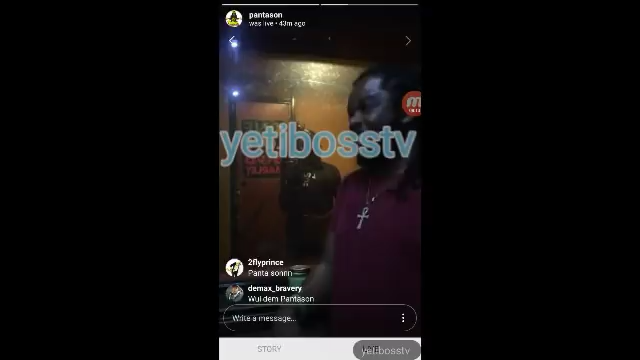 pantason
was live • 43m ago
yetibosstv
2flyprince
Panta sonnn
demax_bravery
Wul dem Pantason
Write a message...
STORY
yetibosstv